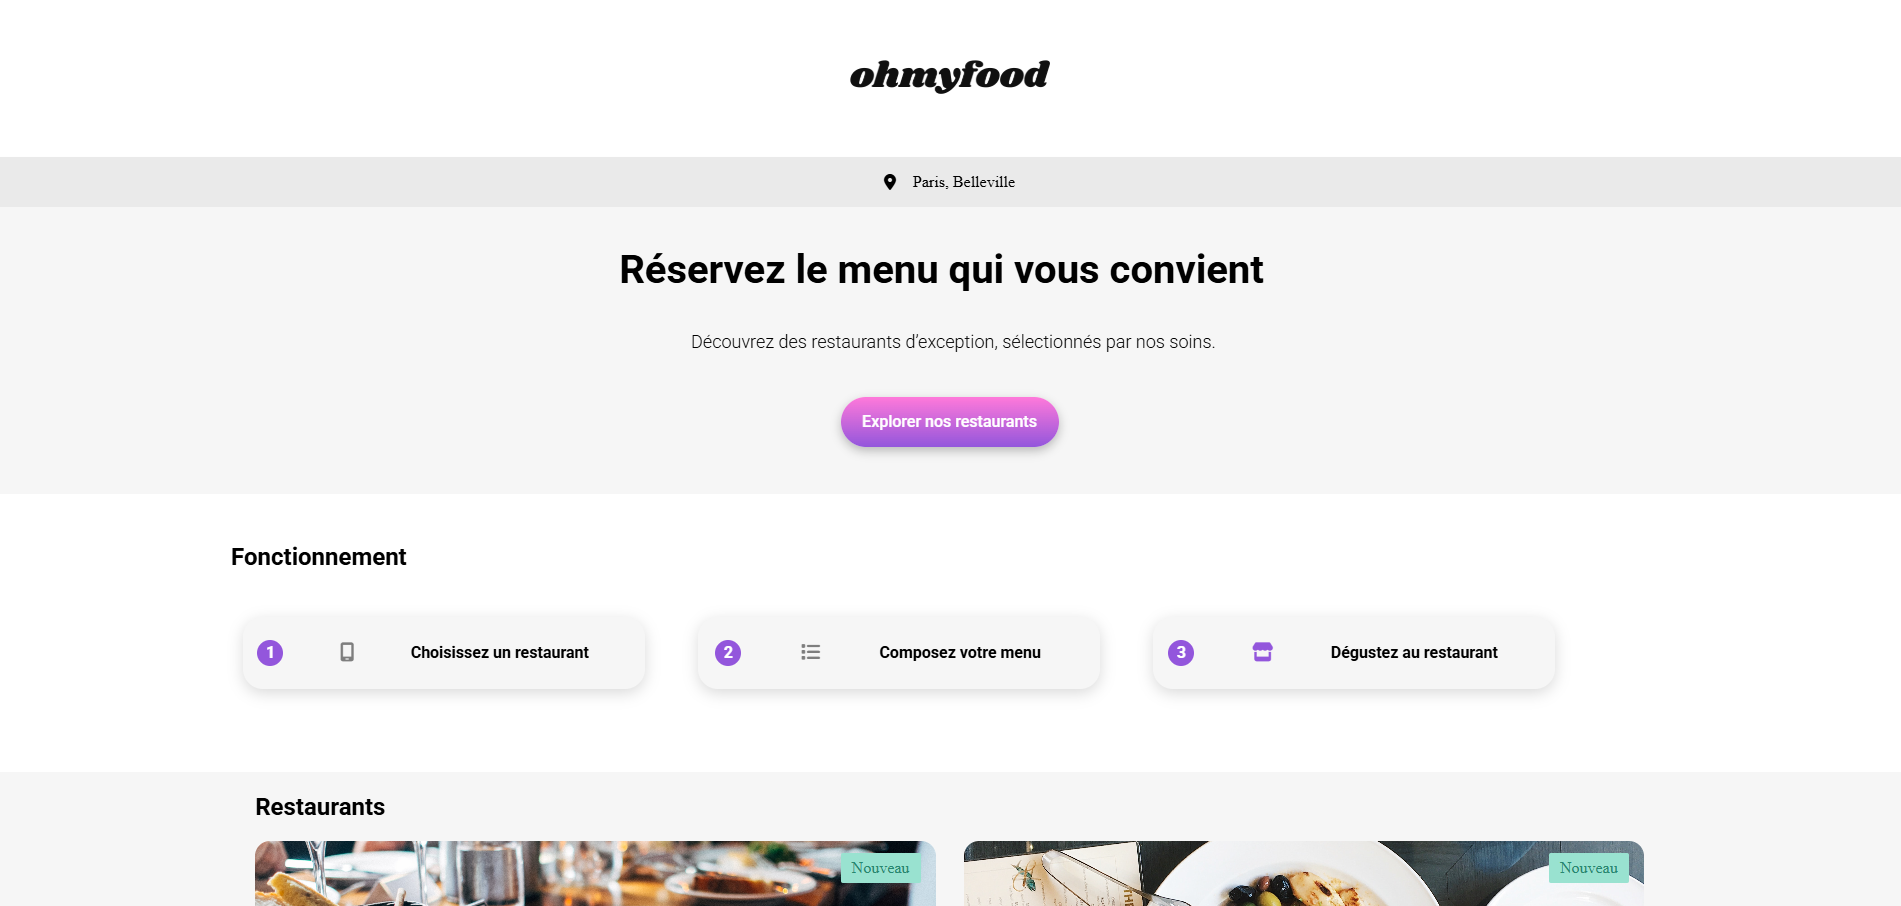 ohmyfood
Paris, Belleville
Réservez le menu qui vous convient
Découvrez des restaurants d’exception, sélectionnés par nos soins.
Explorer nos restaurants
Fonctionnement
1 Choisissez un restaurant
2 Composez votre menu
3 Dégustez au restaurant
Restaurants
Nouveau
Nouveau